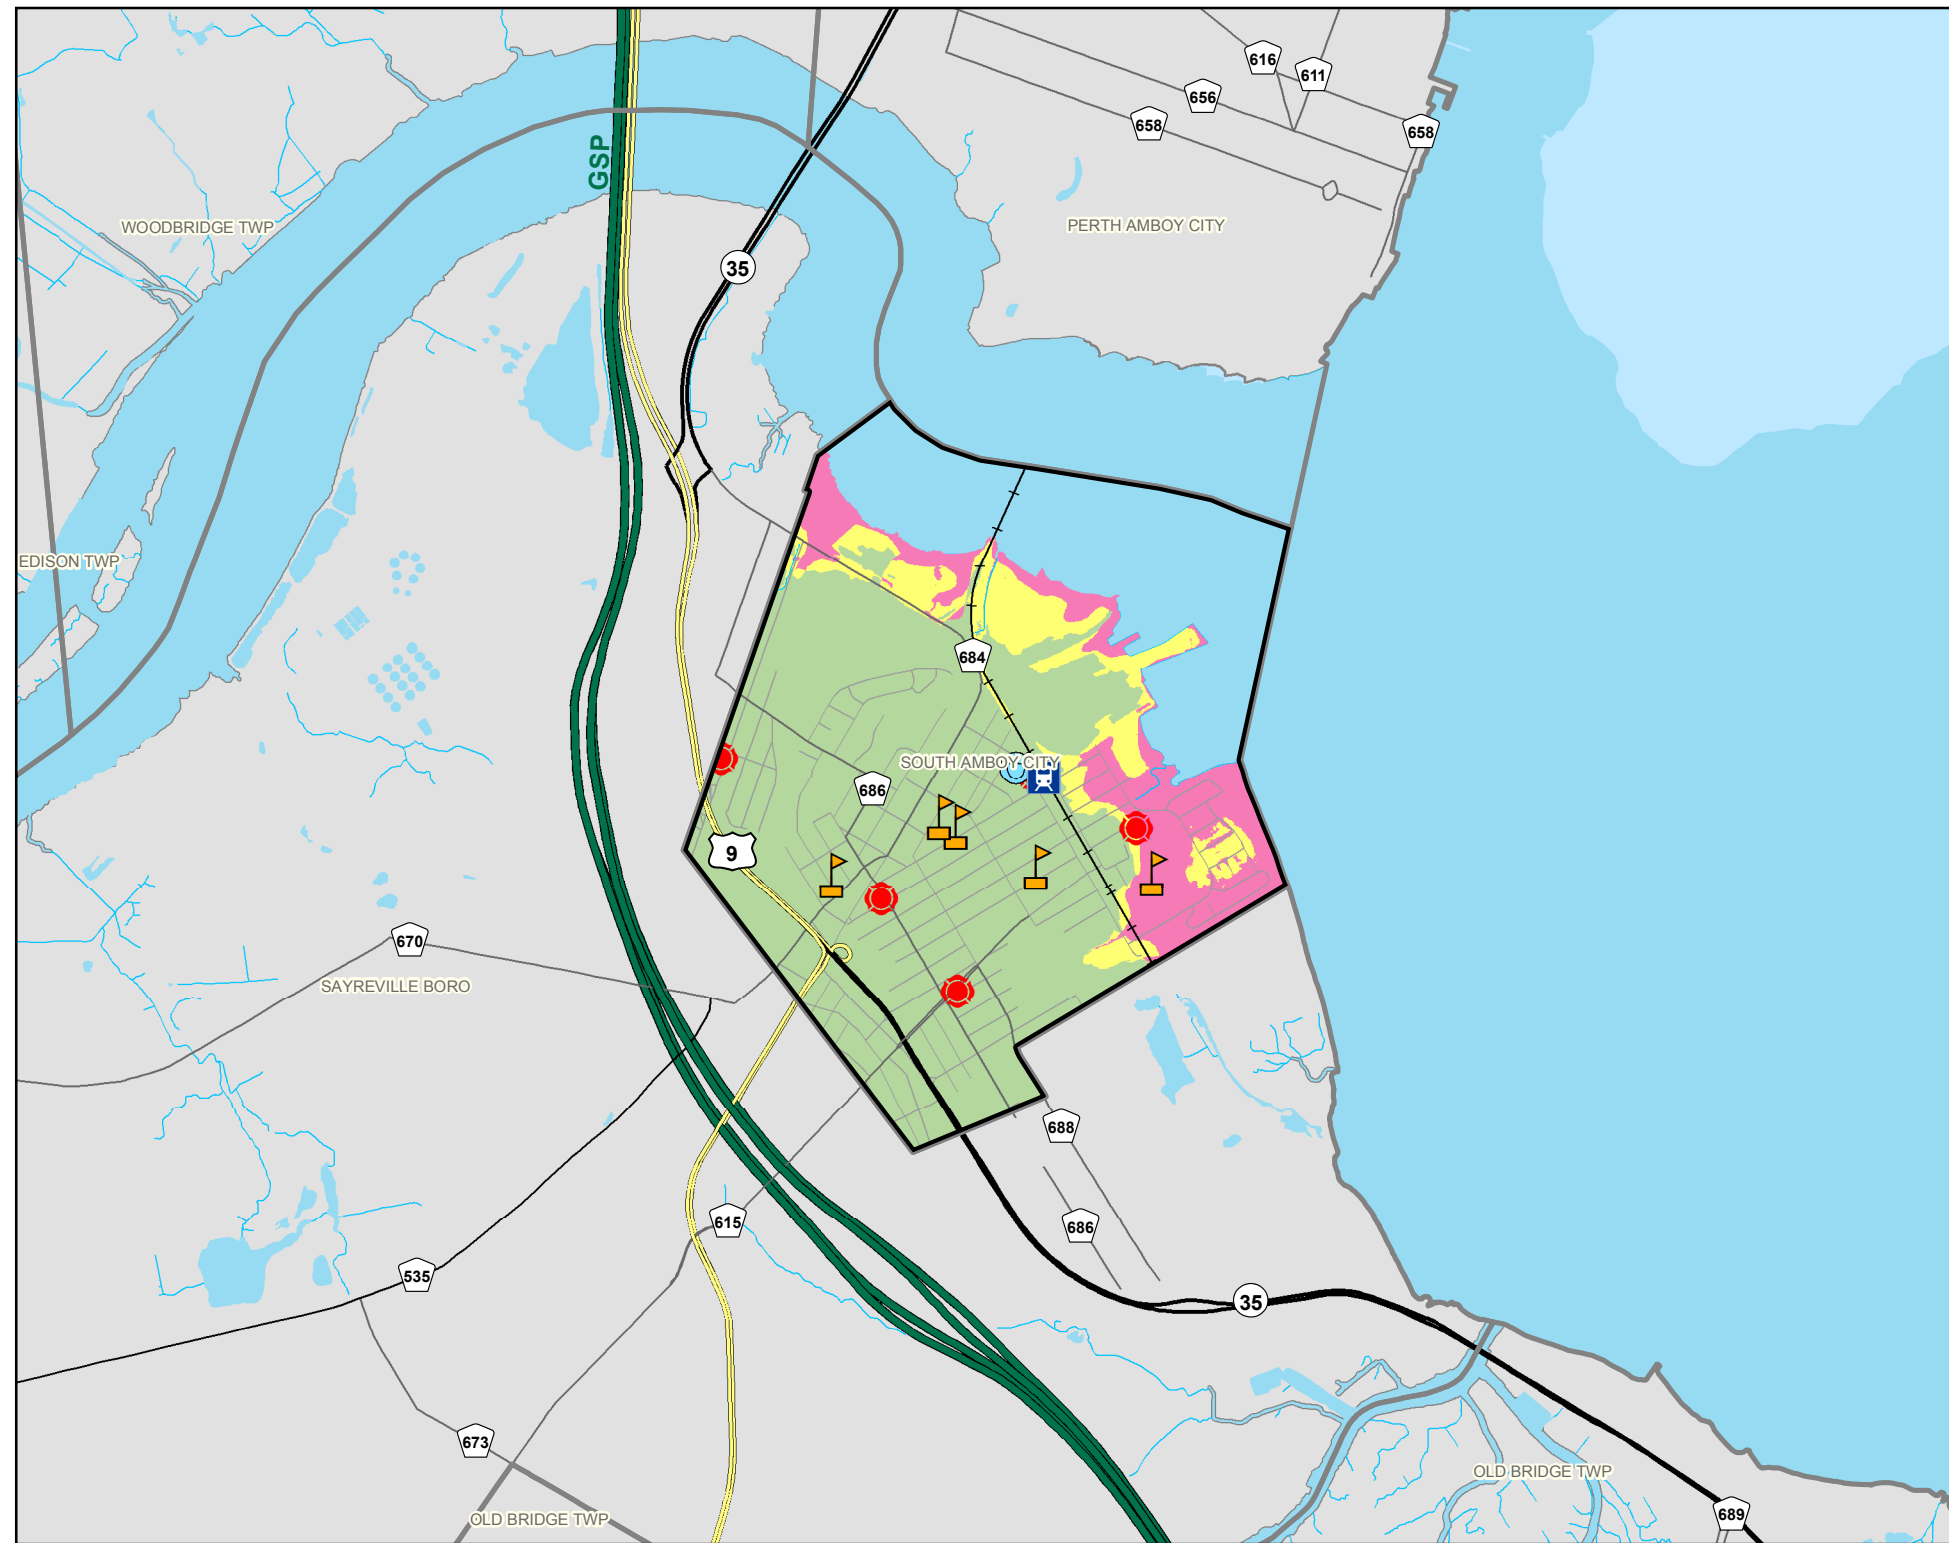 616
611
656
658
658
GSP
WOODBRIDGE TWP
PERTH AMBOY CITY
35
EDISON TWP
684
SOUTH AMBOY CITY
686
9
670
SAYREVILLE BORO
688
615
686
535
35
673
OLD BRIDGE TWP
OLD BRIDGE TWP
689